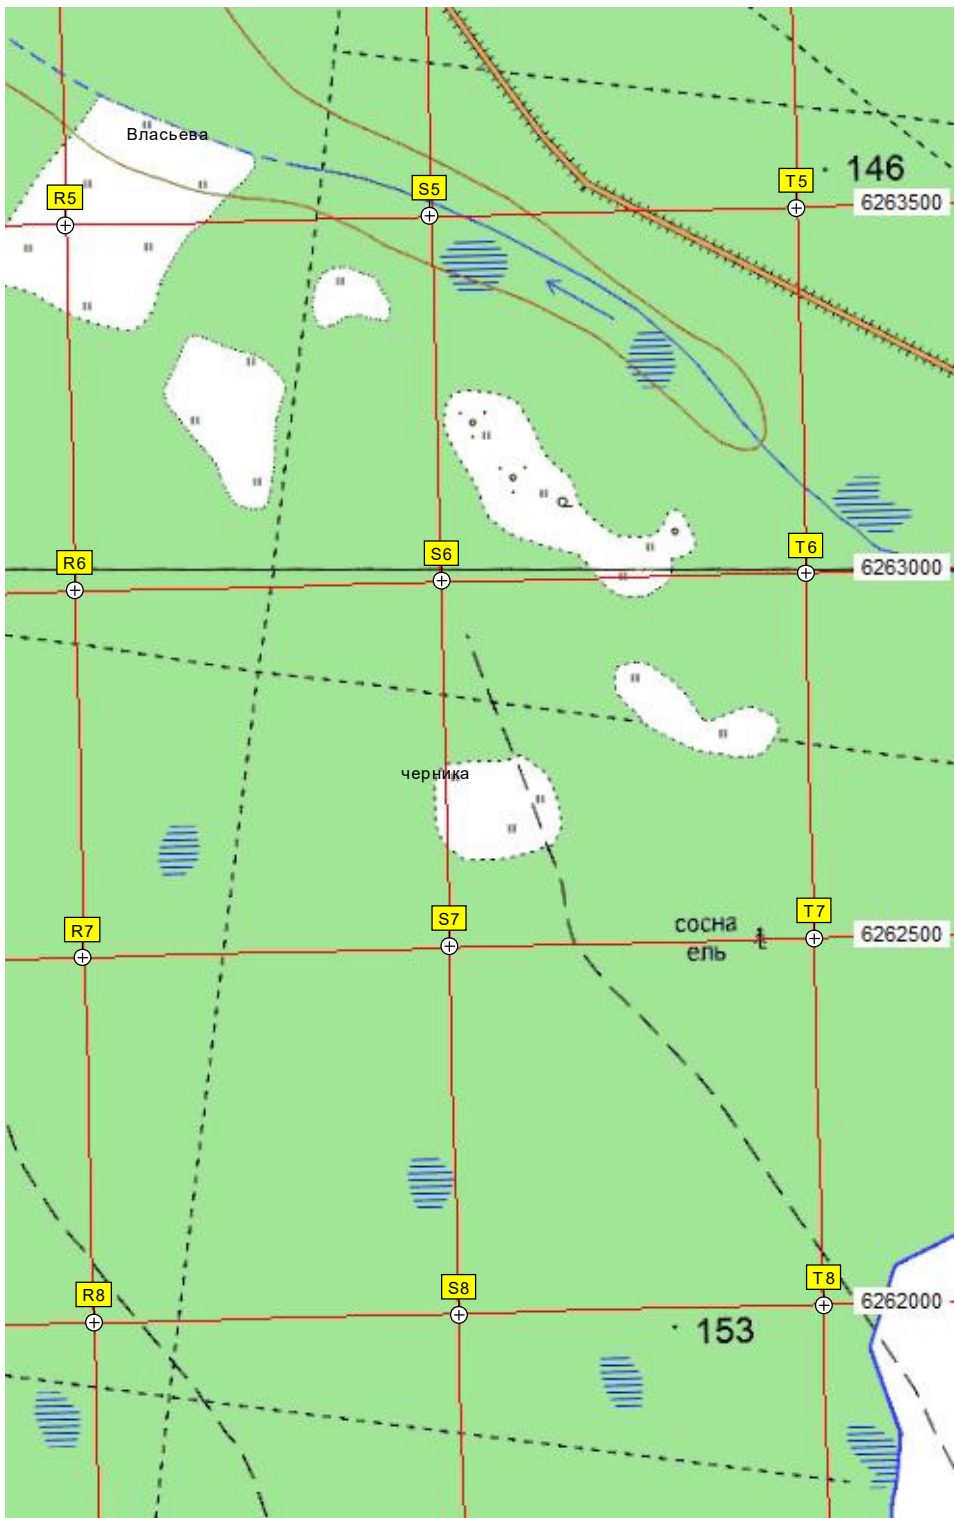 Власьева
146
R5
S5
T5
6263500
R6
S6
T6
6263000
черника
R7
S7
T7
сосна
ель
6262500
R8
S8
T8
6262000
153